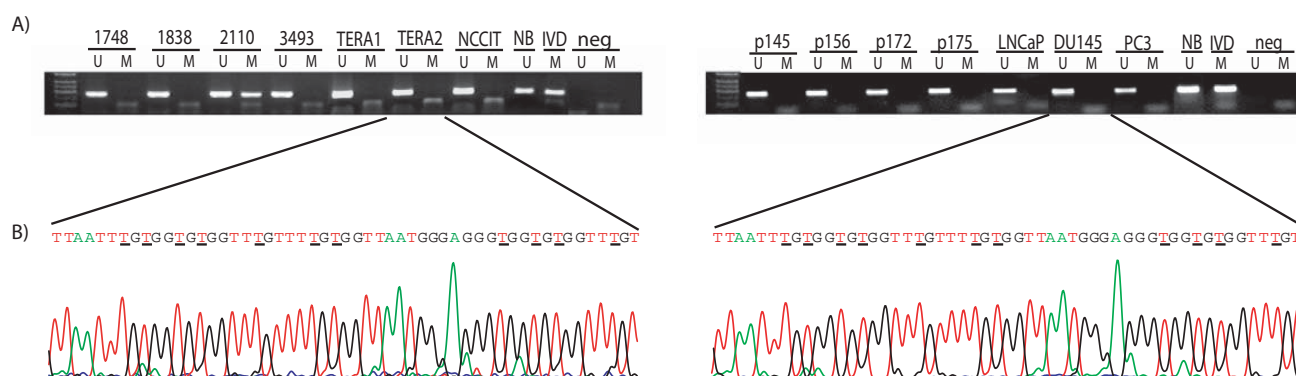 A)
1748 1838 2110 3493 TERA1 TERA2 NCCIT NB IVD neg
U M U M U M U M U M U M U M U M U M
p145 p156 p172 p175 LNCaP DU145 PC3 NB IVD neg
U M U M U M U M U M U M U M U M U M
B)
TTAATTTGTGGTGTGGTTTGTTTTGTGGTTAATGGGAGGGTGGTGTGGTTTGT
TTAATTTGTGGTGTGGTTTGTTTTGTGGTTAATGGGAGGGTGGTGTGGTTTGT